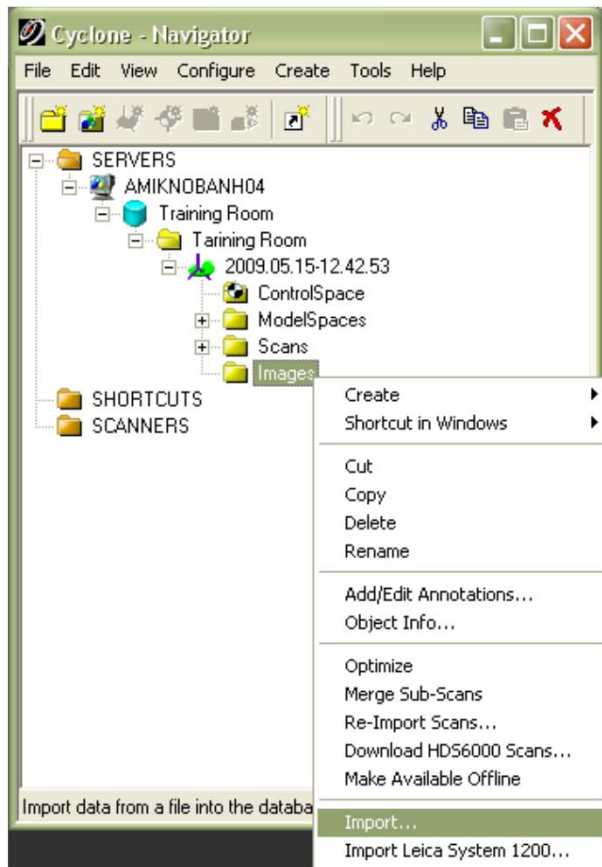 Cyclone - Navigator
File Edit View Configure Create Tools Help
SERVERS
AMIKNOBANH04
Training Room
Tarining Room
2009.05.15-12.42.53
ControlSpace
ModelSpaces
Scans
Images
SHORTCUTS
SCANNERS
Create
Shortcut in Windows
Cut
Copy
Delete
Rename
Add/Edit Annotations...
Object Info...
Optimize
Merge Sub-Scans
Re-Import Scans...
Download HDS6000 Scans...
Make Available Offline
Import...
Import Leica System 1200...
Import data from a file into the databa